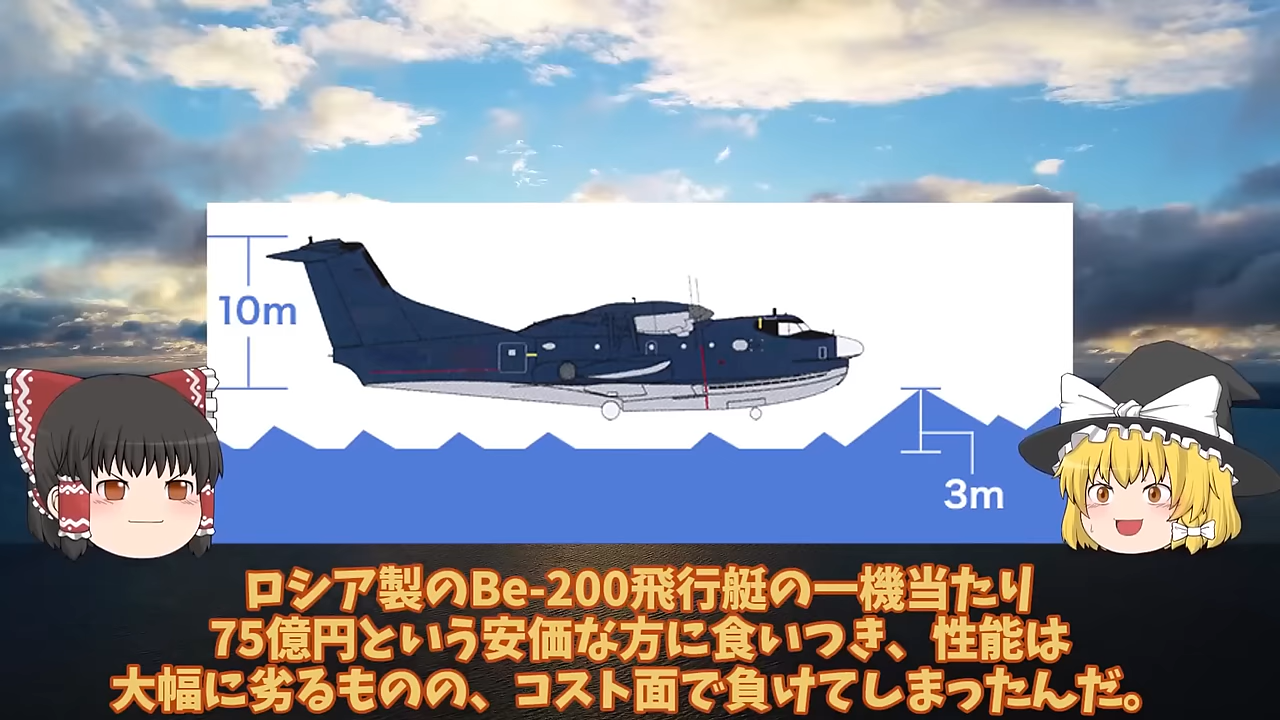 10m
3m
ロシア製のBe-200飛行艇の一機当たり
75億円という安価な方に食いつき、性能は
大幅に劣るものの、コスト面で負けてしまったんだ。